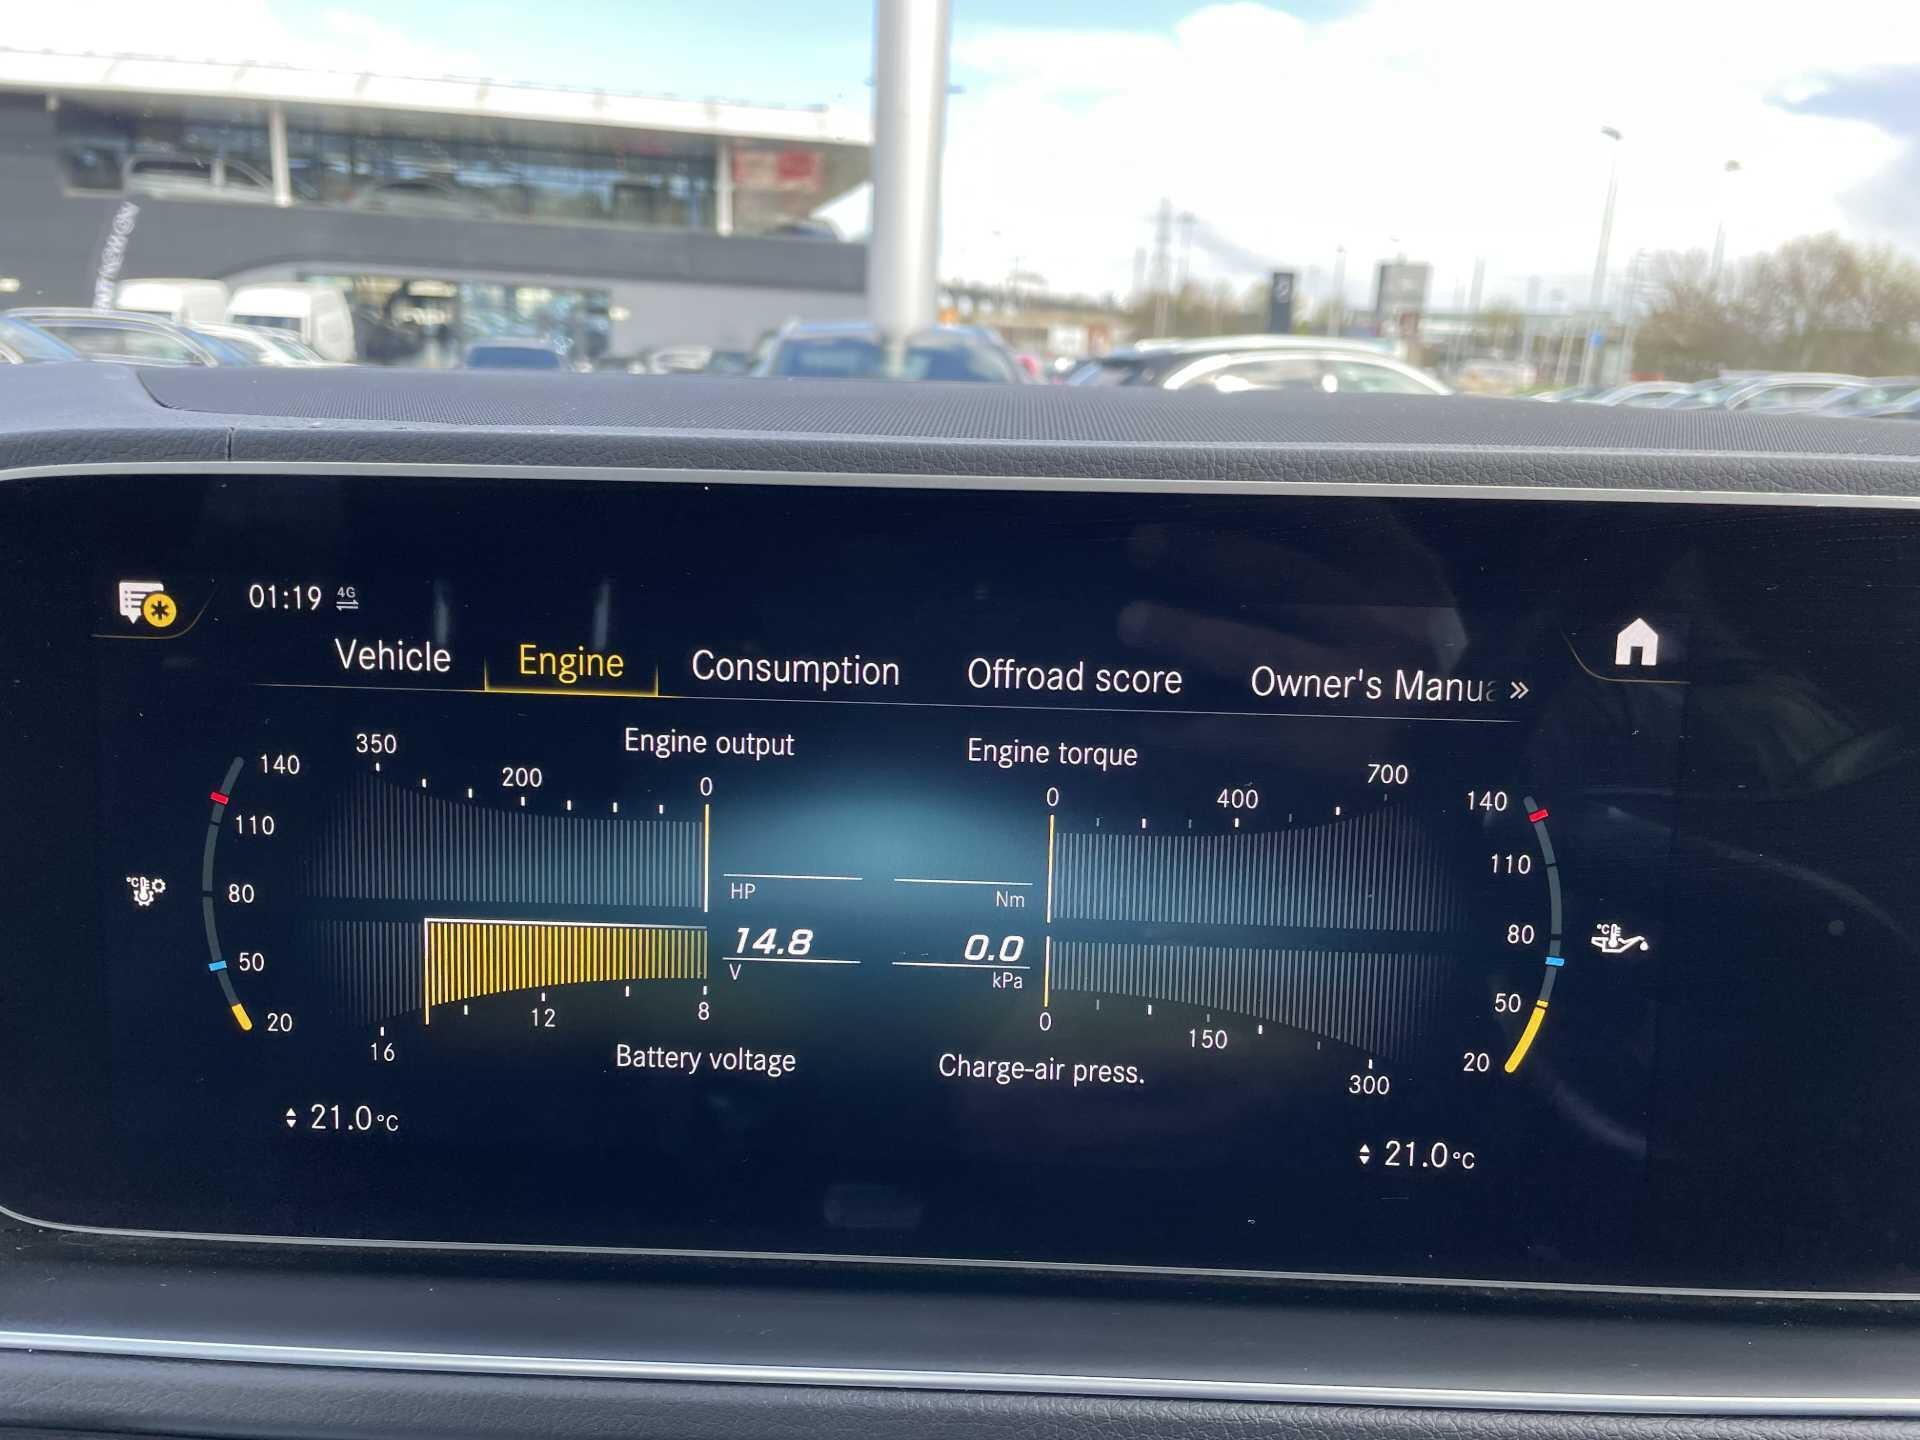 01:19 4G
Vehicle Engine Consumption Offroad score Owner's Manua »
Engine output Engine torque
350 200 0
0 400 700
140 110 80 50 20
140 110 80 50 20
°C
°C
HP Nm
14.8 0.0
V kPa
16 12 8
0 150 300
Battery voltage Charge-air press.
21.0°C 21.0°C